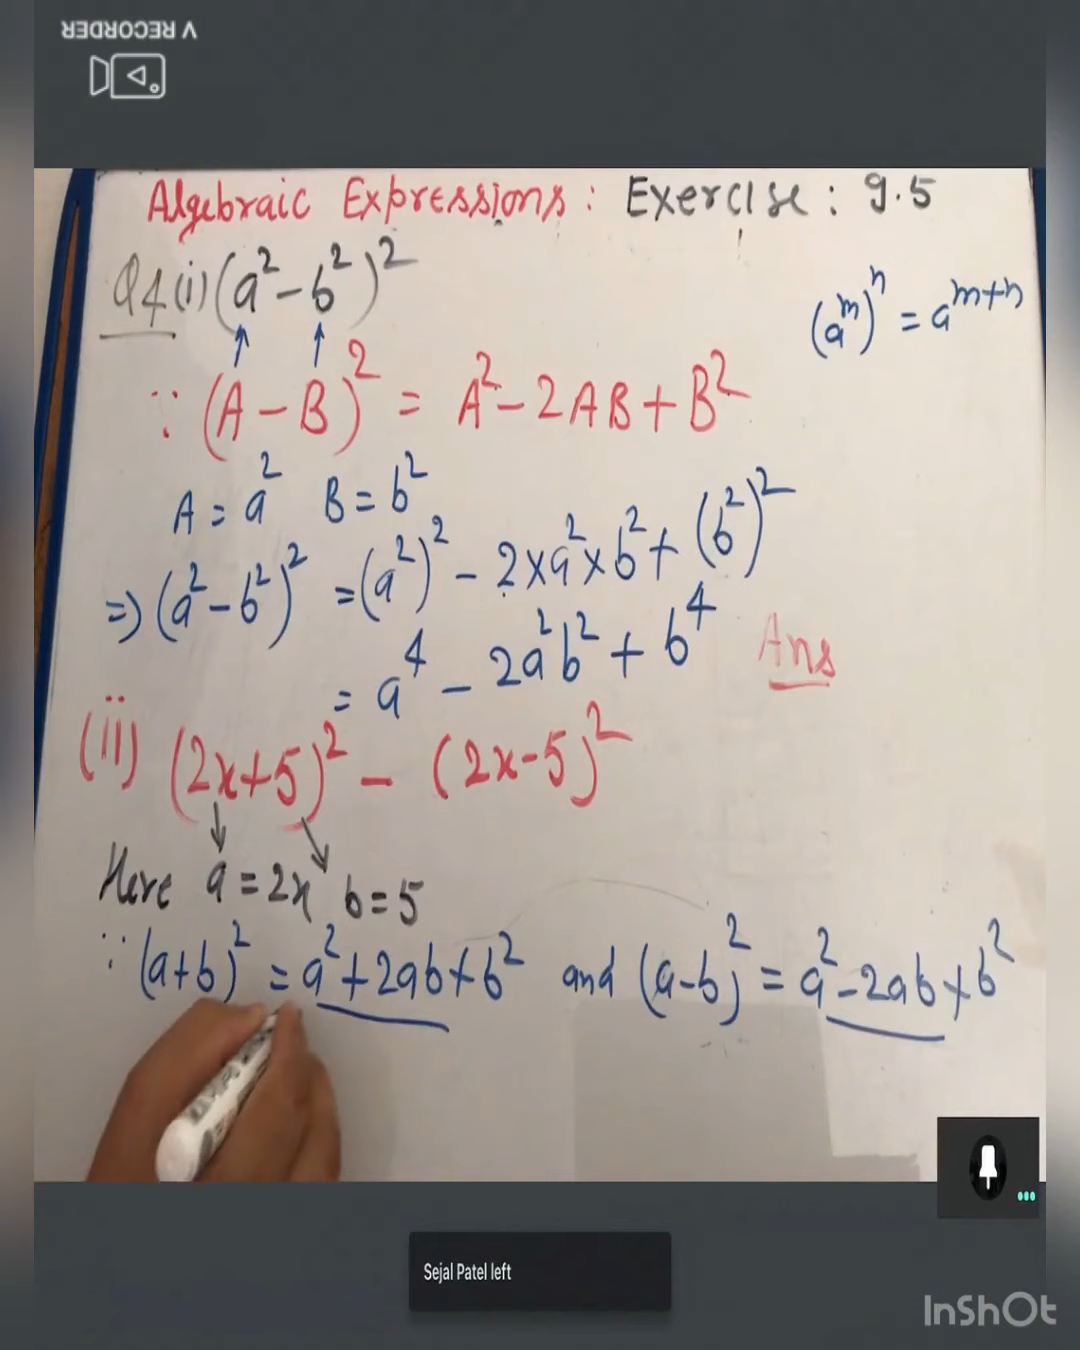 V RECORDER
Algebraic Expressions: Exercise: 9.5
Q4(i) (a² - b²)²
(a^m)^n = a^{m+n}
∵ (A - B)² = A² - 2AB + B²
A = a² B = b²
=> (a² - b²)² = (a²)² - 2×a²×b² + (b²)²
= a⁴ - 2a²b² + b⁴ Ans
(ii) (2x+5)² - (2x-5)²
Here a = 2x b = 5
∵ (a+b)² = a² + 2ab + b² and (a-b)² = a² - 2ab + b²
Sejal Patel left
InShOt